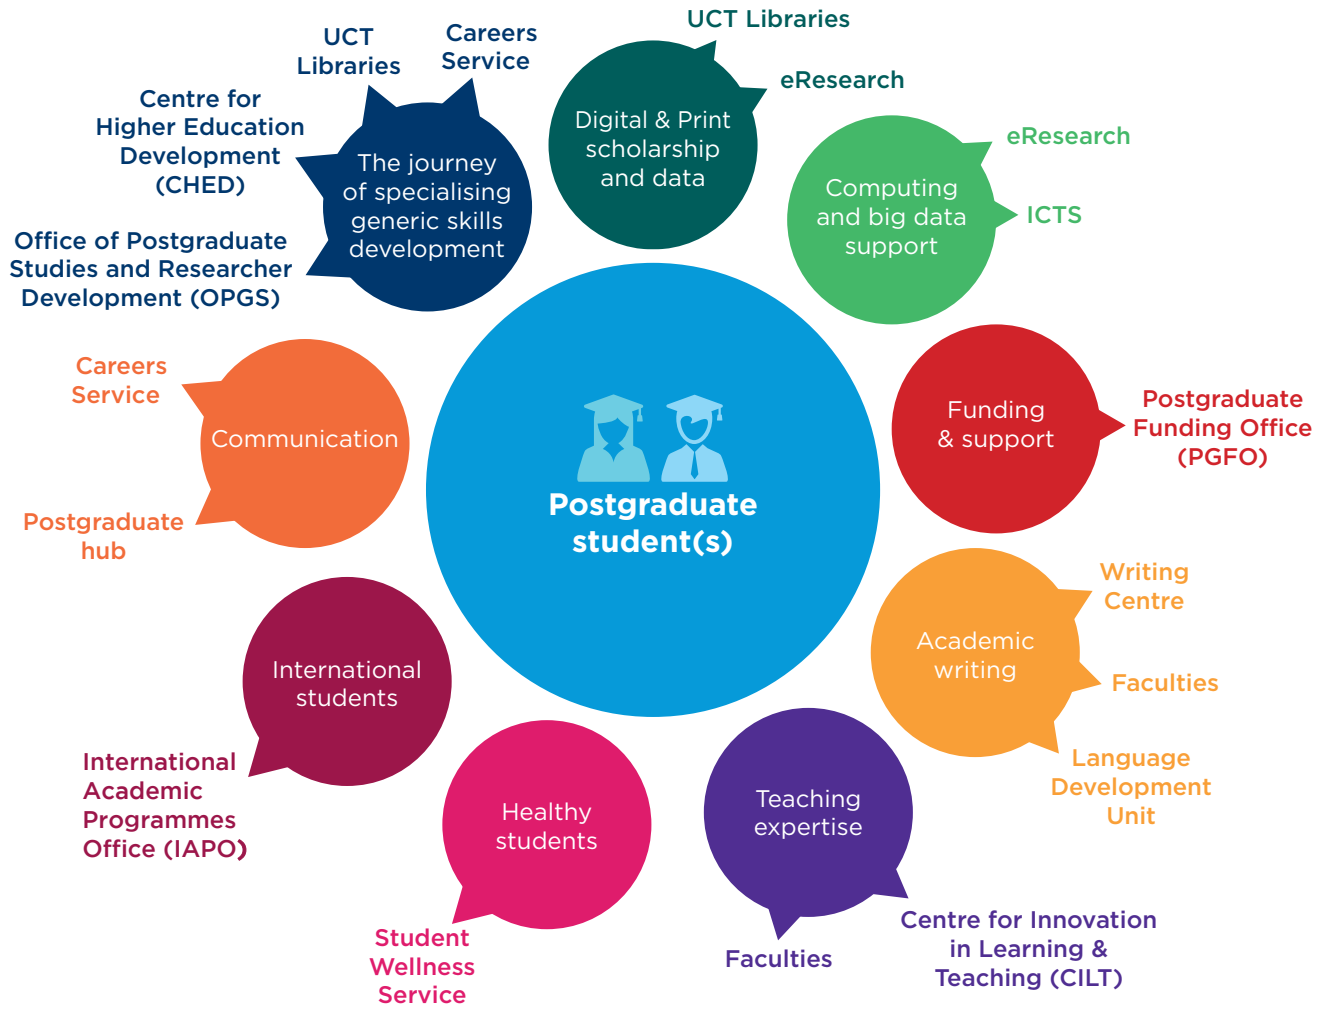 UCT
Libraries
Careers
Service
Centre for
Higher Education
Development
(CHED)
Office of Postgraduate
Studies and Researcher
Development (OPGS)
The journey
of specialising
generic skills
development
UCT Libraries
eResearch
Digital & Print
scholarship
and data
eResearch
ICTS
Computing
and big data
support
Funding
& support
Postgraduate
Funding Office
(PGFO)
Writing
Centre
Faculties
Language
Development
Unit
Academic
writing
Teaching
expertise
Centre for Innovation
in Learning &
Teaching (CILT)
Faculties
Healthy
students
Student
Wellness
Service
International
students
International
Academic
Programmes
Office (IAPO)
Communication
Careers
Service
Postgraduate
hub
Postgraduate
student(s)